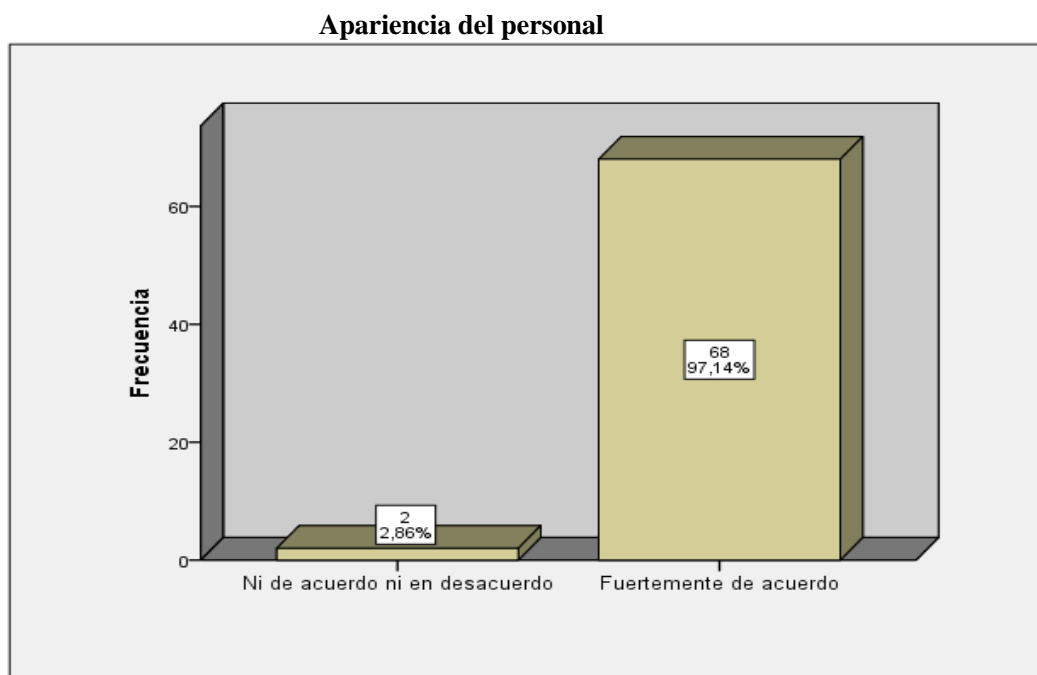 Apariencia del personal
Frecuencia
60
40
20
0
2
2,86%
68
97,14%
Ni de acuerdo ni en desacuerdo
Fuertemente de acuerdo